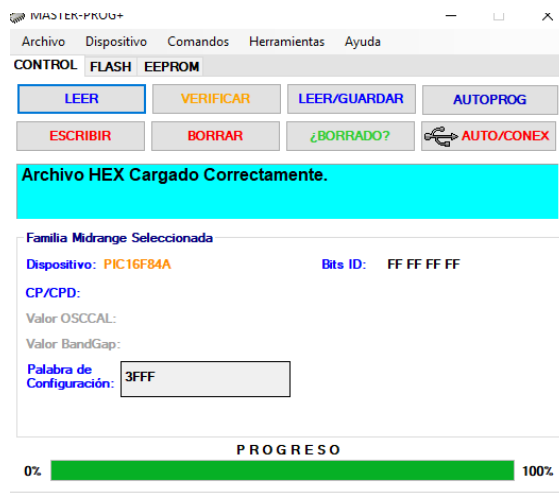 MASTER-PROG+
Archivo Dispositivo Comandos Herramientas Ayuda
CONTROL FLASH EEPROM
LEER VERIFICAR LEER/GUARDAR AUTOPROG
ESCRIBIR BORRAR ¿BORRADO? AUTO/CONEX
Archivo HEX Cargado Correctamente.
Familia Midrange Seleccionada
Dispositivo: PIC16F84A Bits ID: FF FF FF FF
CP/CPD:
Valor OSCCAL:
Valor BandGap:
Palabra de
Configuración: 3FFF
PROGRESO
0% 100%